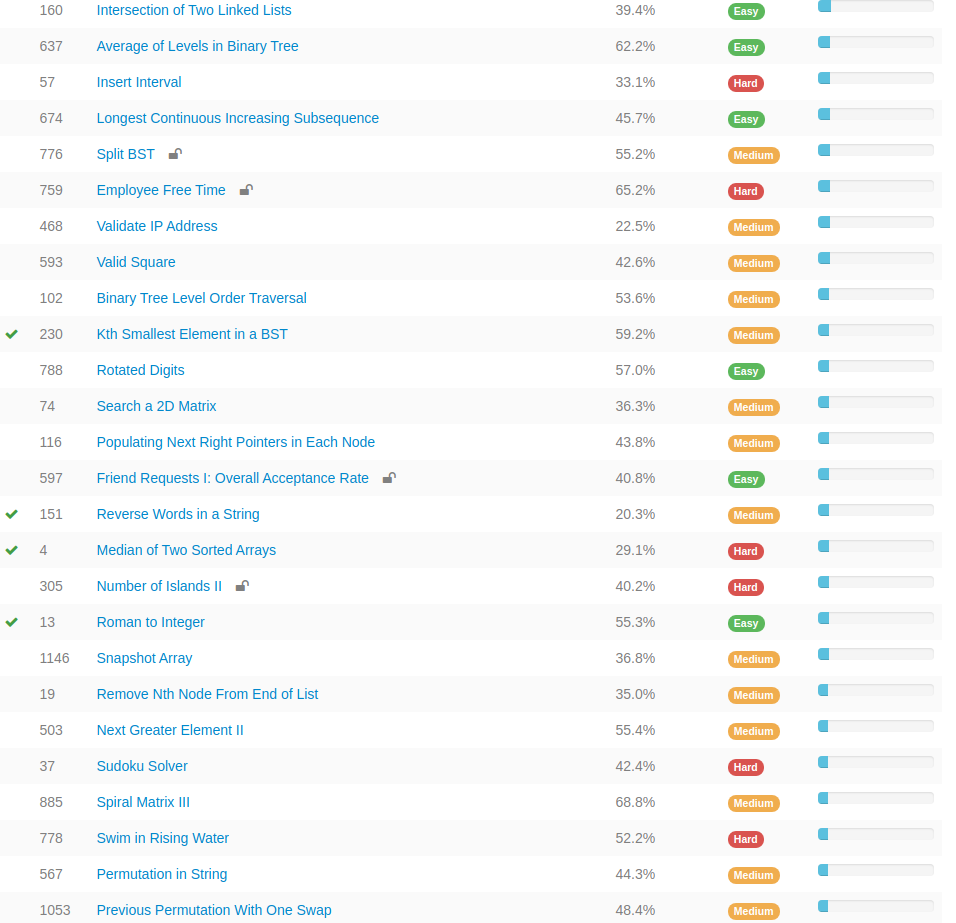 160 Intersection of Two Linked Lists 39.4% Easy
637 Average of Levels in Binary Tree 62.2% Easy
57 Insert Interval 33.1% Hard
674 Longest Continuous Increasing Subsequence 45.7% Easy
776 Split BST 55.2% Medium
759 Employee Free Time 65.2% Hard
468 Validate IP Address 22.5% Medium
593 Valid Square 42.6% Medium
102 Binary Tree Level Order Traversal 53.6% Medium
230 Kth Smallest Element in a BST 59.2% Medium
788 Rotated Digits 57.0% Easy
74 Search a 2D Matrix 36.3% Medium
116 Populating Next Right Pointers in Each Node 43.8% Medium
597 Friend Requests I: Overall Acceptance Rate 40.8% Easy
151 Reverse Words in a String 20.3% Medium
4 Median of Two Sorted Arrays 29.1% Hard
305 Number of Islands II 40.2% Hard
13 Roman to Integer 55.3% Easy
1146 Snapshot Array 36.8% Medium
19 Remove Nth Node From End of List 35.0% Medium
503 Next Greater Element II 55.4% Medium
37 Sudoku Solver 42.4% Hard
885 Spiral Matrix III 68.8% Medium
778 Swim in Rising Water 52.2% Hard
567 Permutation in String 44.3% Medium
1053 Previous Permutation With One Swap 48.4% Medium